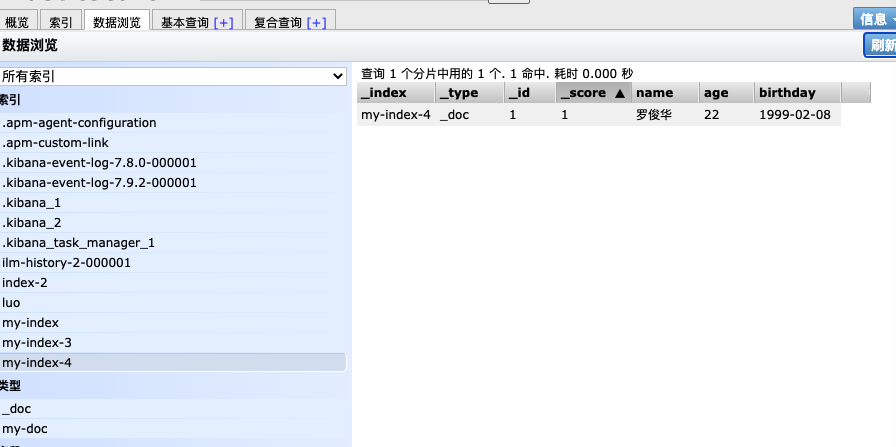 概览 索引 数据浏览 基本查询 [+] 复合查询 [+] 信息
数据浏览 刷新
所有索引
查询 1 个分片中用的 1 个. 1 命中. 耗时 0.000 秒
_index _type _id _score ▲ name age birthday
my-index-4 _doc 1 1 罗俊华 22 1999-02-08
索引
.apm-agent-configuration
.apm-custom-link
.kibana-event-log-7.8.0-000001
.kibana-event-log-7.9.2-000001
.kibana_1
.kibana_2
.kibana_task_manager_1
ilm-history-2-000001
index-2
luo
my-index
my-index-3
my-index-4
类型
_doc
my-doc